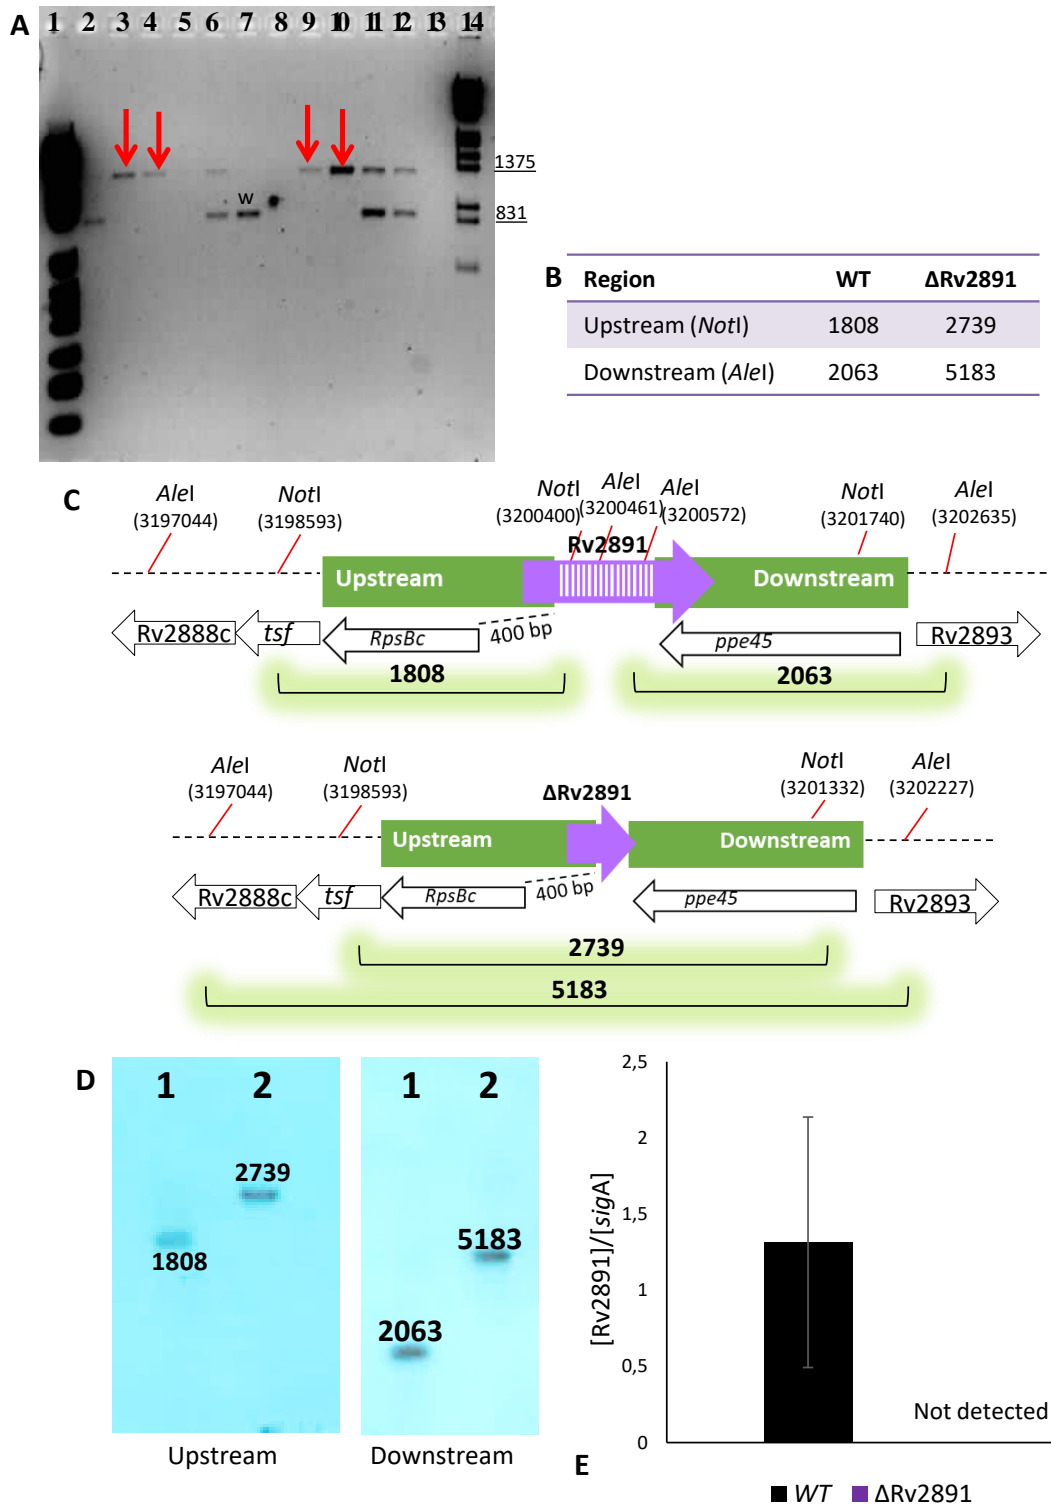 A
1 2 3 4 5 6 7 8 9 10 11 12 13 14
W
1375
831
B
Region WT ΔRv2891
Upstream (NotI) 1808 2739
Downstream (AleI) 2063 5183
C
AleI NotI NotI AleI AleI NotI AleI
(3197044) (3198593) (3200400) (3200461) (3200572) (3201740) (3202635)
Rv2891
Upstream Downstream
Rv2888c tsf RpsBc 400 bp ppe45 Rv2893
1808 2063
AleI NotI NotI AleI
(3197044) (3198593) (3201332) (3202227)
ΔRv2891
Upstream Downstream
Rv2888c tsf RpsBc 400 bp ppe45 Rv2893
2739
5183
D
1 2
2739
1808
Upstream
1 2
5183
2063
Downstream
2,5
2
1,5
1
0,5
0
[Rv2891]/[sigA]
Not detected
E
WT ΔRv2891